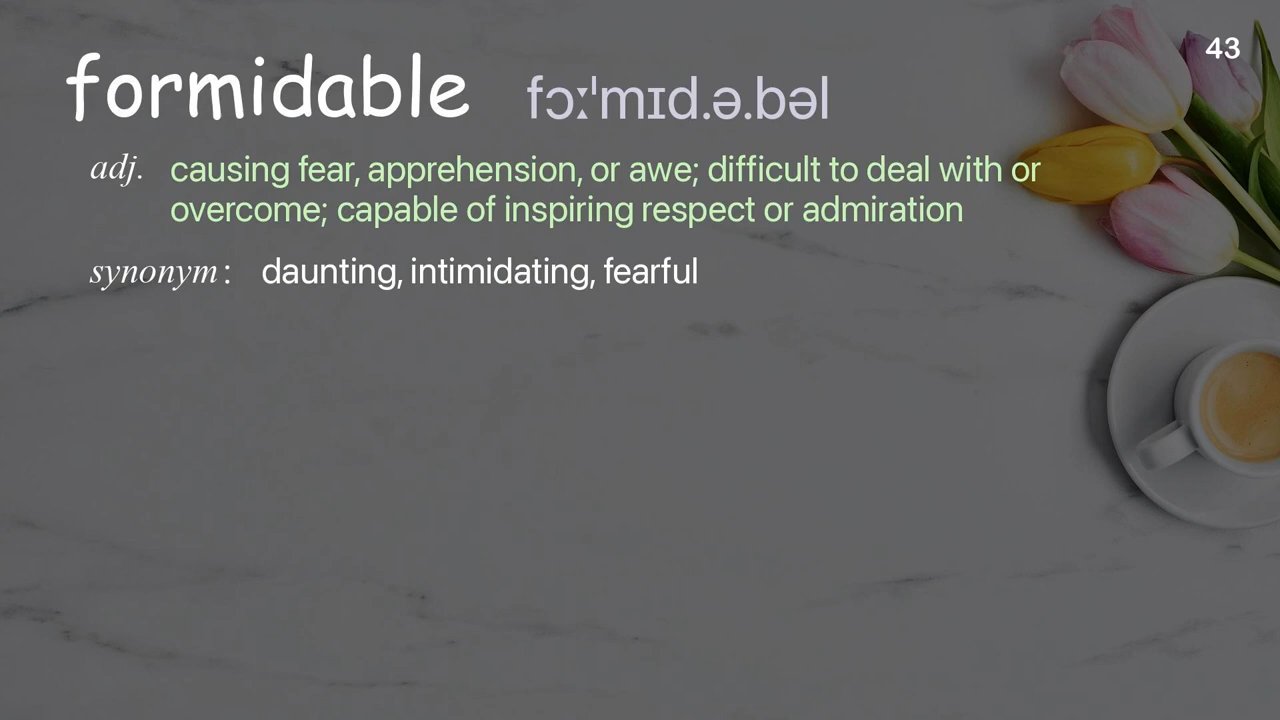 43
formidable fɔːˈmɪd.ə.bəl
adj. causing fear, apprehension, or awe; difficult to deal with or
overcome; capable of inspiring respect or admiration
synonym: daunting, intimidating, fearful